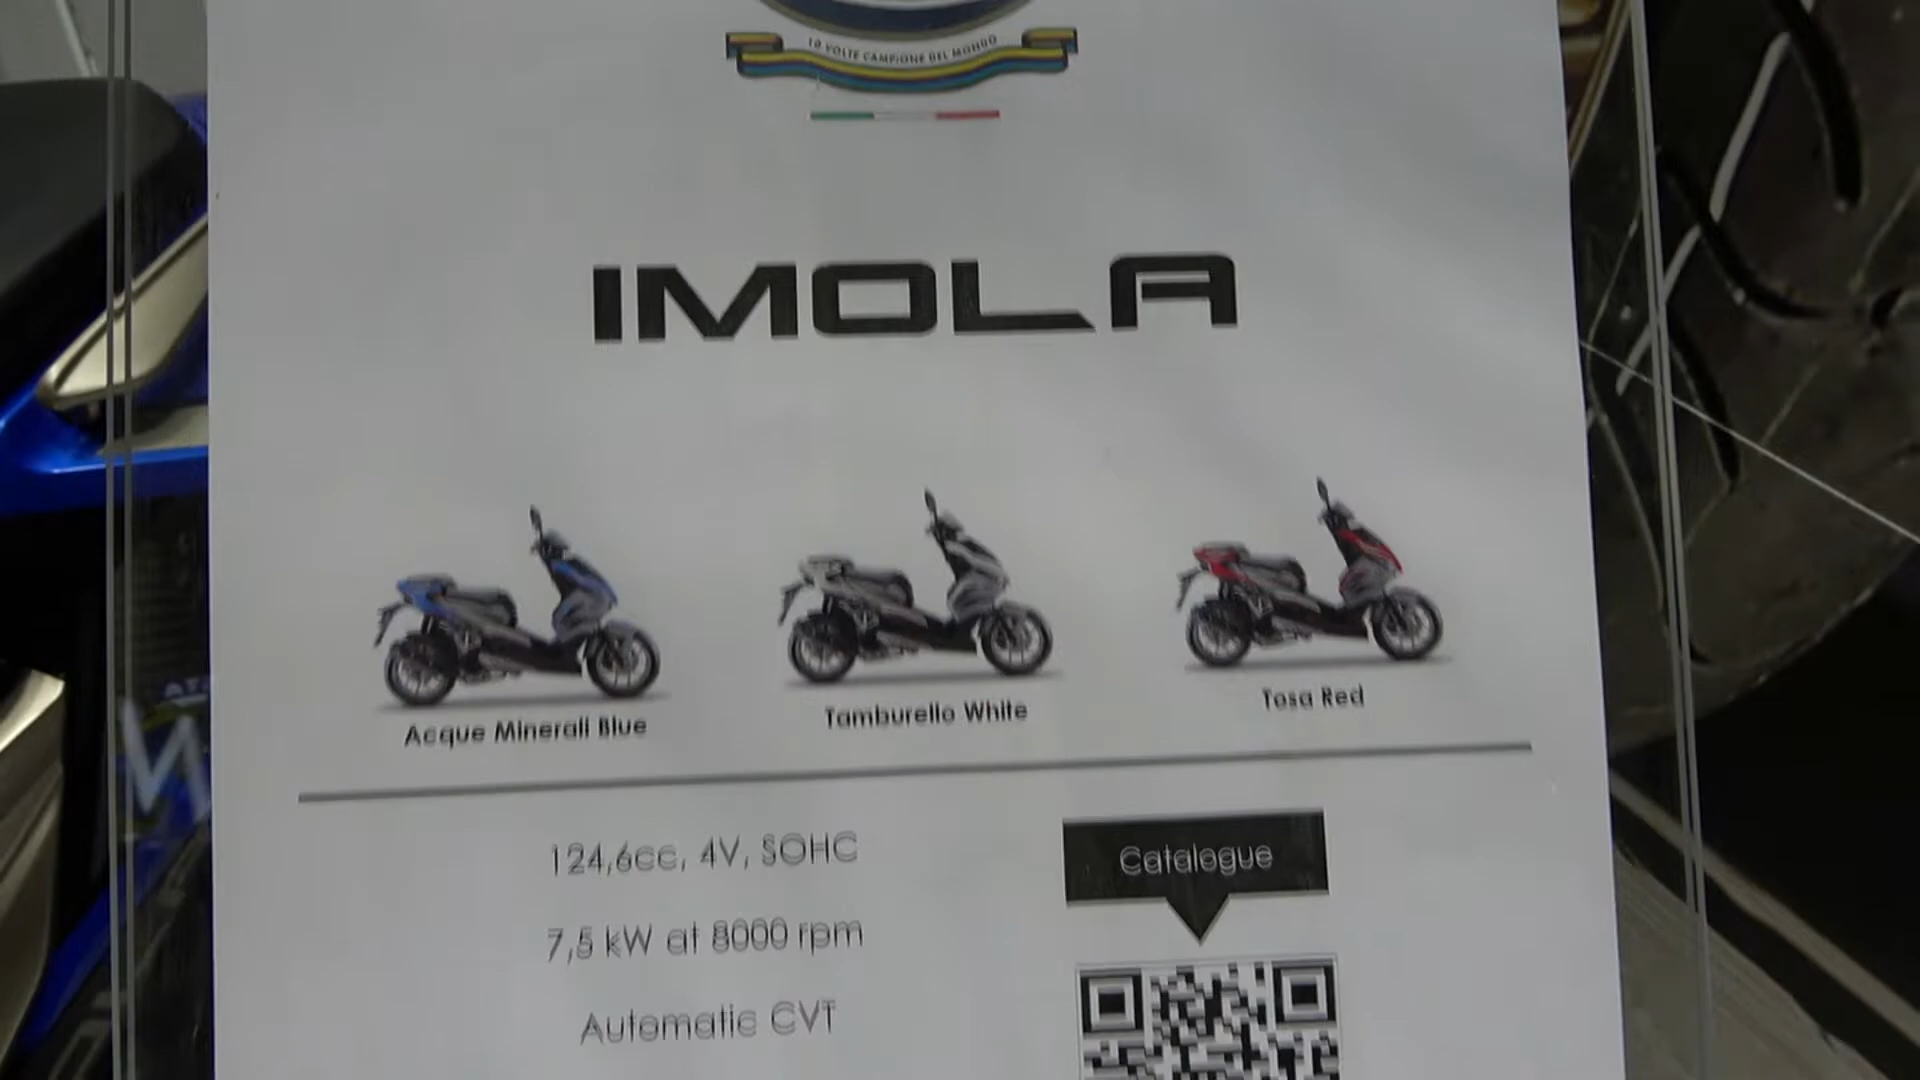 10 VOLTE CAMPIONE DEL MONDO
IMOLA
Acque Minerali Blue
Tamburello White
Tosa Red
124,6cc, 4V, SOHC
7,5 kW at 8000 rpm
Automatic CVT
Catalogue